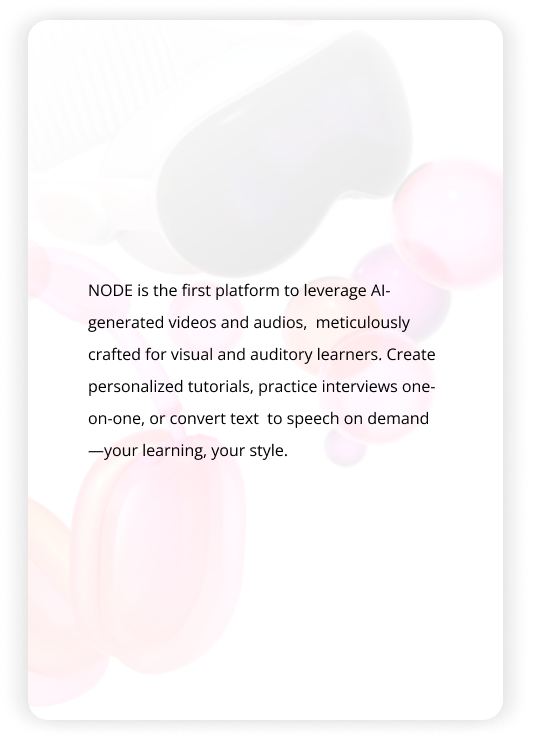 NODE is the first platform to leverage AI-
generated videos and audios,  meticulously
crafted for visual and auditory learners. Create
personalized tutorials, practice interviews one-
on-one, or convert text  to speech on demand
—your learning, your style.